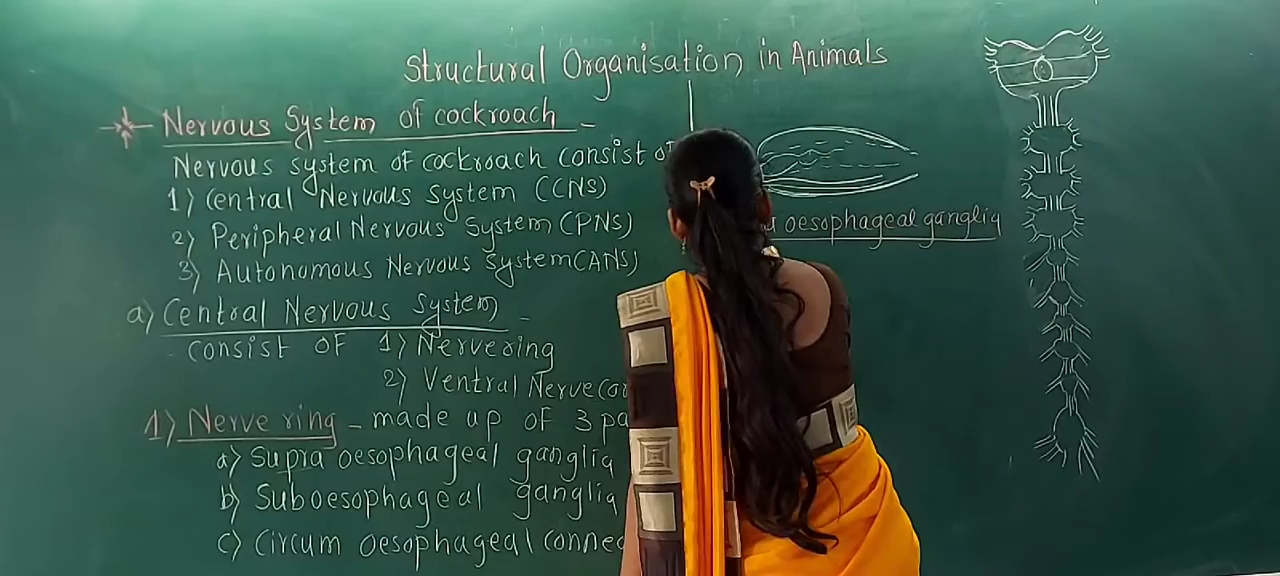 Structural Organisation in Animals
Nervous System of cockroach -
Nervous system of cockroach consist of
1) Central Nervous System (CNS)
2) Peripheral Nervous System (PNS)
3) Autonomous Nervous System (ANS)
a) Central Nervous System -
- consist of 1) Nervering
2) Ventral Nerve
1) Nerve ring - made up of 3
a) Supra oesophageal ganglia
b) Suboesophageal ganglia
c) Circum oesophageal
oesophageal ganglia